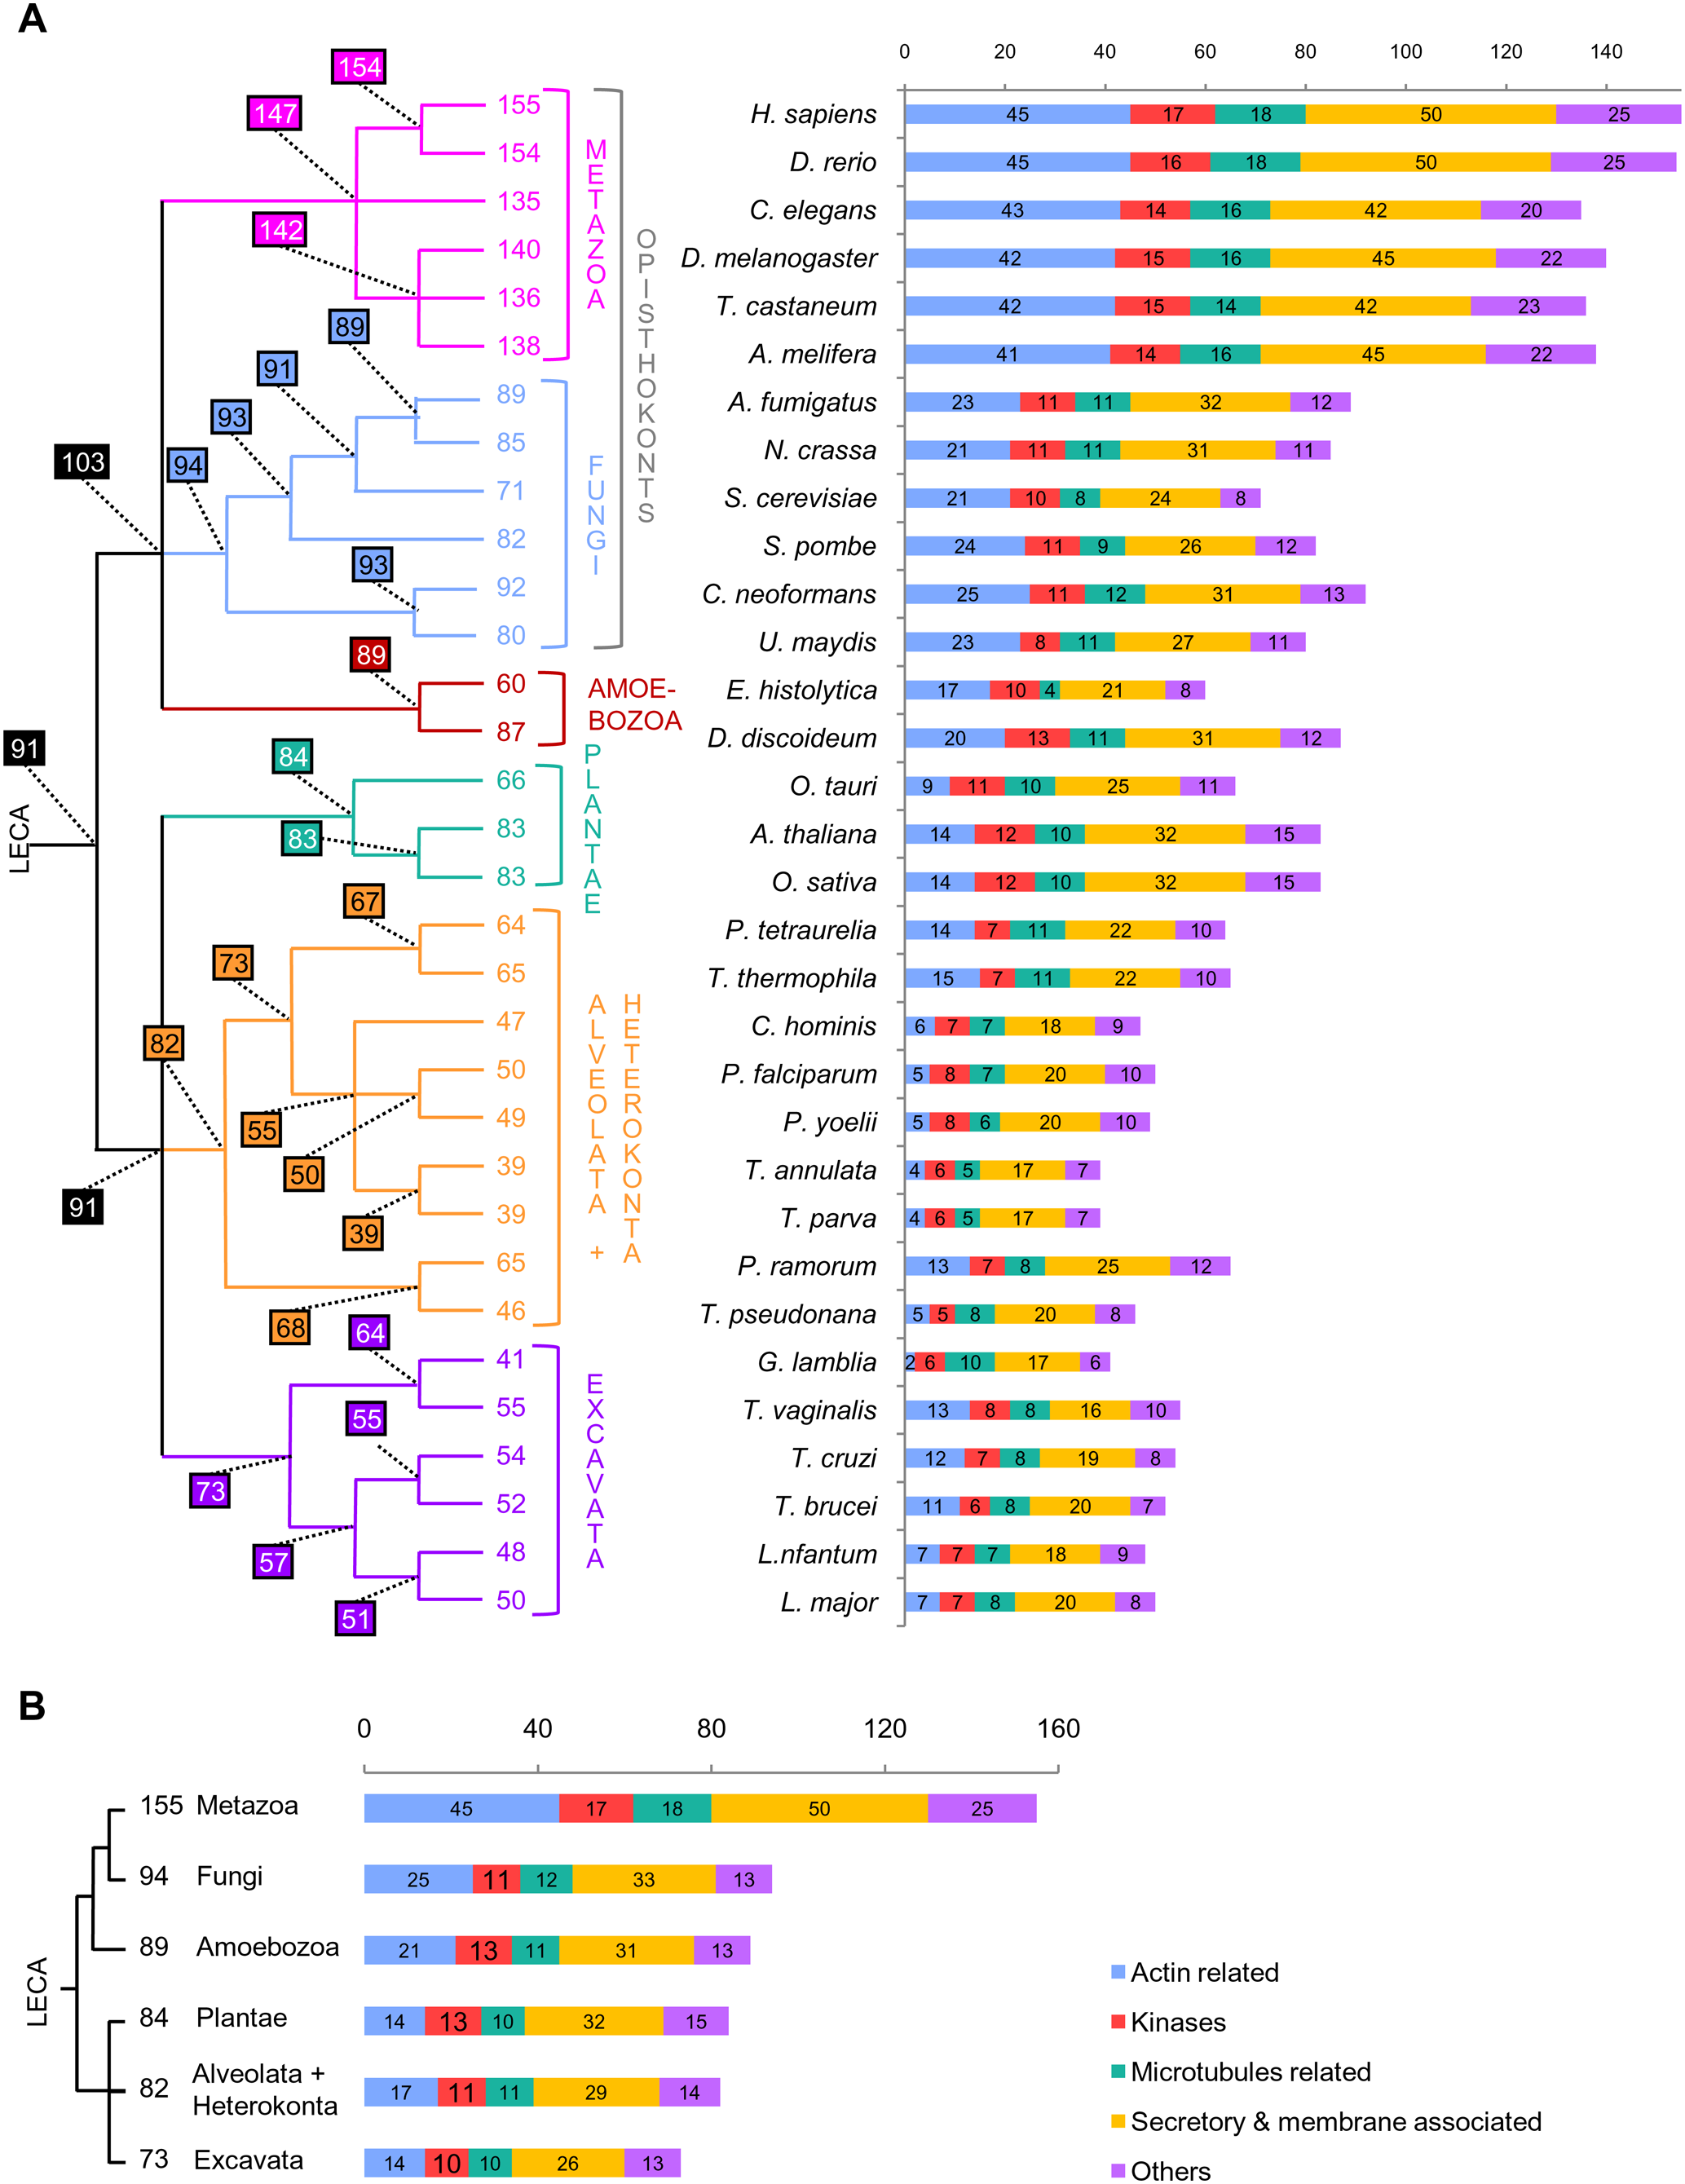 A
0 20 40 60 80 100 120 140
154
147
142
155
154
135
140
136
138
METAZOA
OPISTHOKONTS
89
91
93
94
103
93
89
85
71
82
92
80
FUNGI
89
60
87
AMOE-
BOZOA
91
LECA
84
83
66
83
83
PLANTAE
67
73
82
55
50
39
68
91
64
65
47
50
49
39
39
65
46
ALVEOLATA +
HETEROKONTA
64
55
73
57
51
41
55
54
52
48
50
EXCAVATA
H. sapiens 45 17 18 50 25
D. rerio 45 16 18 50 25
C. elegans 43 14 16 42 20
D. melanogaster 42 15 16 45 22
T. castaneum 42 15 14 42 23
A. melifera 41 14 16 45 22
A. fumigatus 23 11 11 32 12
N. crassa 21 11 11 31 11
S. cerevisiae 21 10 8 24 8
S. pombe 24 11 9 26 12
C. neoformans 25 11 12 31 13
U. maydis 23 8 11 27 11
E. histolytica 17 10 4 21 8
D. discoideum 20 13 11 31 12
O. tauri 9 11 10 25 11
A. thaliana 14 12 10 32 15
O. sativa 14 12 10 32 15
P. tetraurelia 14 7 11 22 10
T. thermophila 15 7 11 22 10
C. hominis 6 7 7 18 9
P. falciparum 5 8 7 20 10
P. yoelii 5 8 6 20 10
T. annulata 4 6 5 17 7
T. parva 4 6 5 17 7
P. ramorum 13 7 8 25 12
T. pseudonana 5 5 8 20 8
G. lamblia 2 6 10 17 6
T. vaginalis 13 8 8 16 10
T. cruzi 12 7 8 19 8
T. brucei 11 6 8 20 7
L.nfantum 7 7 7 18 9
L. major 7 7 8 20 8
B
0 40 80 120 160
LECA
155 Metazoa 45 17 18 50 25
94 Fungi 25 11 12 33 13
89 Amoebozoa 21 13 11 31 13
84 Plantae 14 13 10 32 15
82 Alveolata +
Heterokonta 17 11 11 29 14
73 Excavata 14 10 10 26 13
Actin related
Kinases
Microtubules related
Secretory & membrane associated
Others